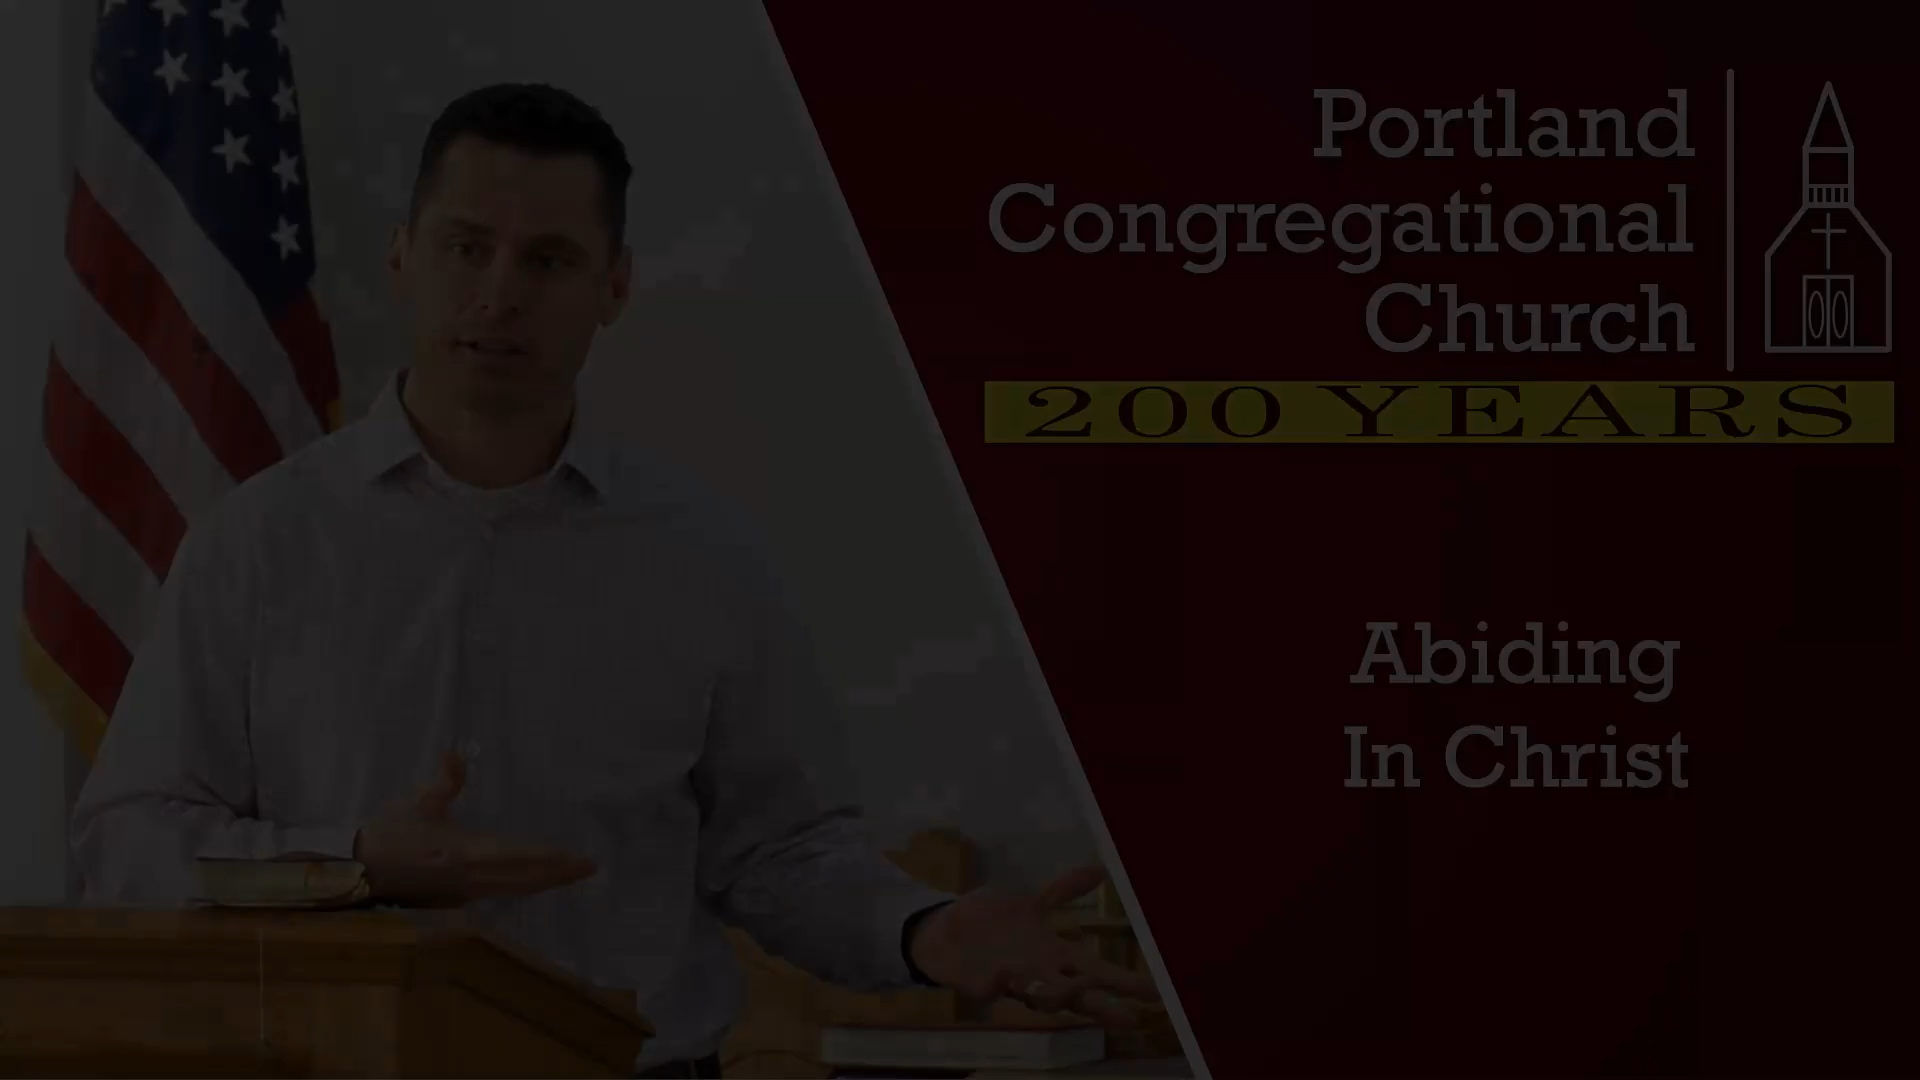 Portland
Congregational
Church
200 YEARS
Abiding
In Christ